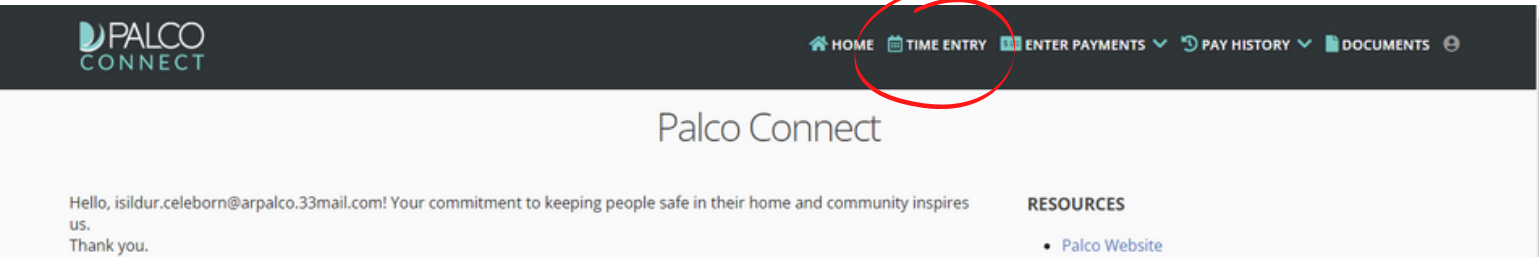 PALCO
CONNECT
HOME TIME ENTRY ENTER PAYMENTS PAY HISTORY DOCUMENTS
Palco Connect
Hello, isildur.celeborn@arpalco.33mail.com! Your commitment to keeping people safe in their home and community inspires
us.
Thank you.
RESOURCES
• Palco Website